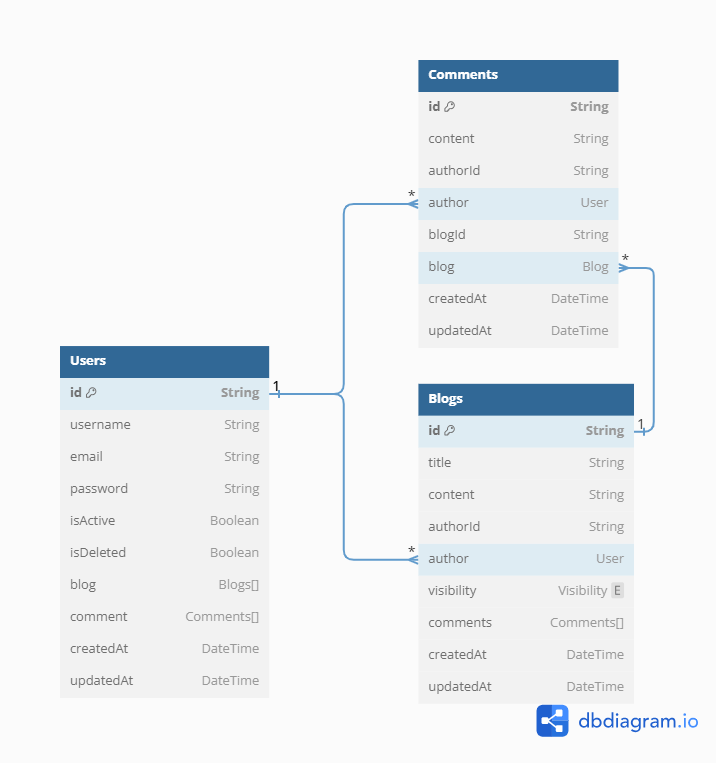 Comments
id String
content String
authorId String
* author User
blogId String
blog Blog *
createdAt DateTime
updatedAt DateTime
Users
id String 1
username String
email String
password String
isActive Boolean
isDeleted Boolean
blog Blogs[]
comment Comments[]
createdAt DateTime
updatedAt DateTime
Blogs
id String 1
title String
content String
authorId String
* author User
visibility Visibility E
comments Comments[]
createdAt DateTime
updatedAt DateTime
dbdiagram.io